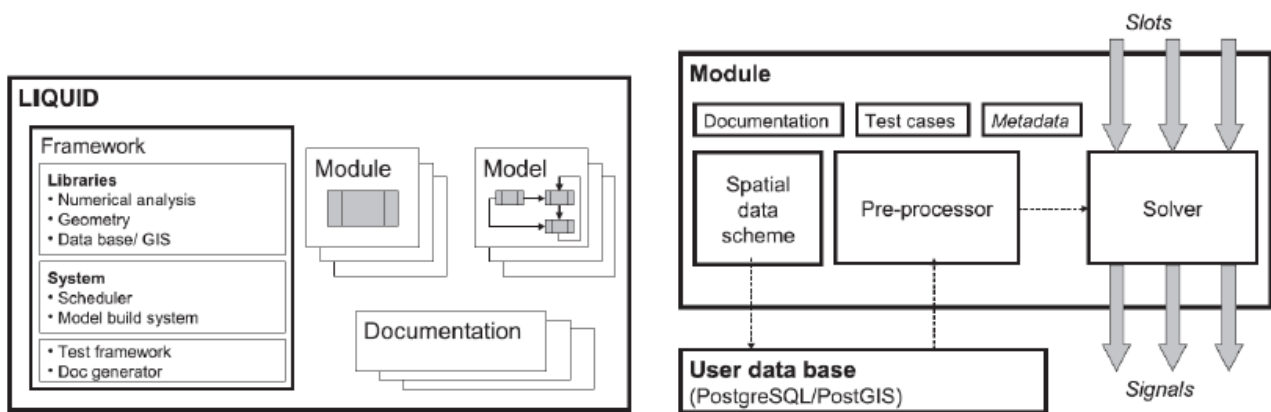 LIQUID
Framework
Libraries
• Numerical analysis
• Geometry
• Data base/ GIS
System
• Scheduler
• Model build system
• Test framework
• Doc generator
Module
Model
Documentation
Slots
Module
Documentation
Test cases
Metadata
Spatial
data
scheme
Pre-processor
Solver
User data base
(PostgreSQL/PostGIS)
Signals